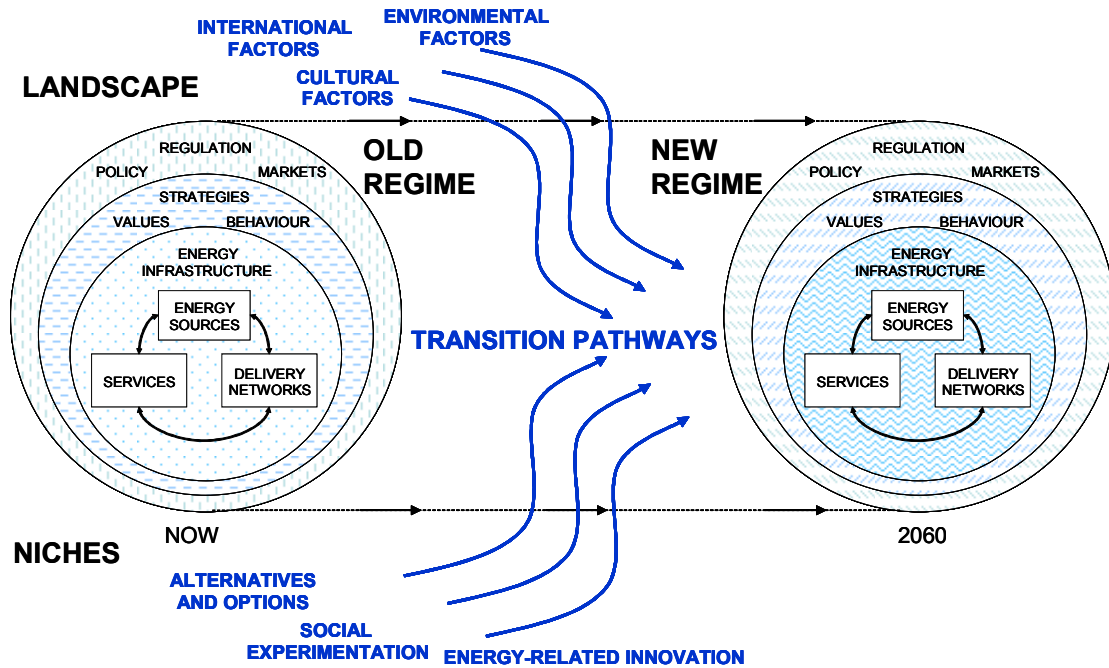 ENVIRONMENTAL
FACTORS
INTERNATIONAL
FACTORS
CULTURAL
FACTORS
LANDSCAPE
OLD
REGIME
NEW
REGIME
REGULATION
POLICY
MARKETS
STRATEGIES
VALUES
BEHAVIOUR
ENERGY
INFRASTRUCTURE
ENERGY
SOURCES
SERVICES
DELIVERY
NETWORKS
NOW
TRANSITION PATHWAYS
REGULATION
POLICY
MARKETS
STRATEGIES
VALUES
BEHAVIOUR
ENERGY
INFRASTRUCTURE
ENERGY
SOURCES
SERVICES
DELIVERY
NETWORKS
2060
NICHES
ALTERNATIVES
AND OPTIONS
SOCIAL
EXPERIMENTATION
ENERGY-RELATED INNOVATION